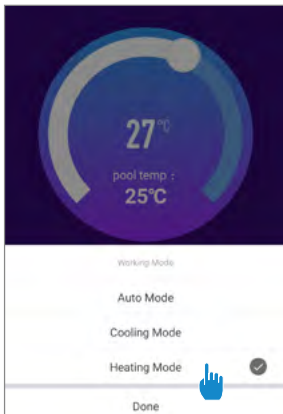 27°C
pool temp :
25°C
Working Mode
Auto Mode
Cooling Mode
Heating Mode
Done